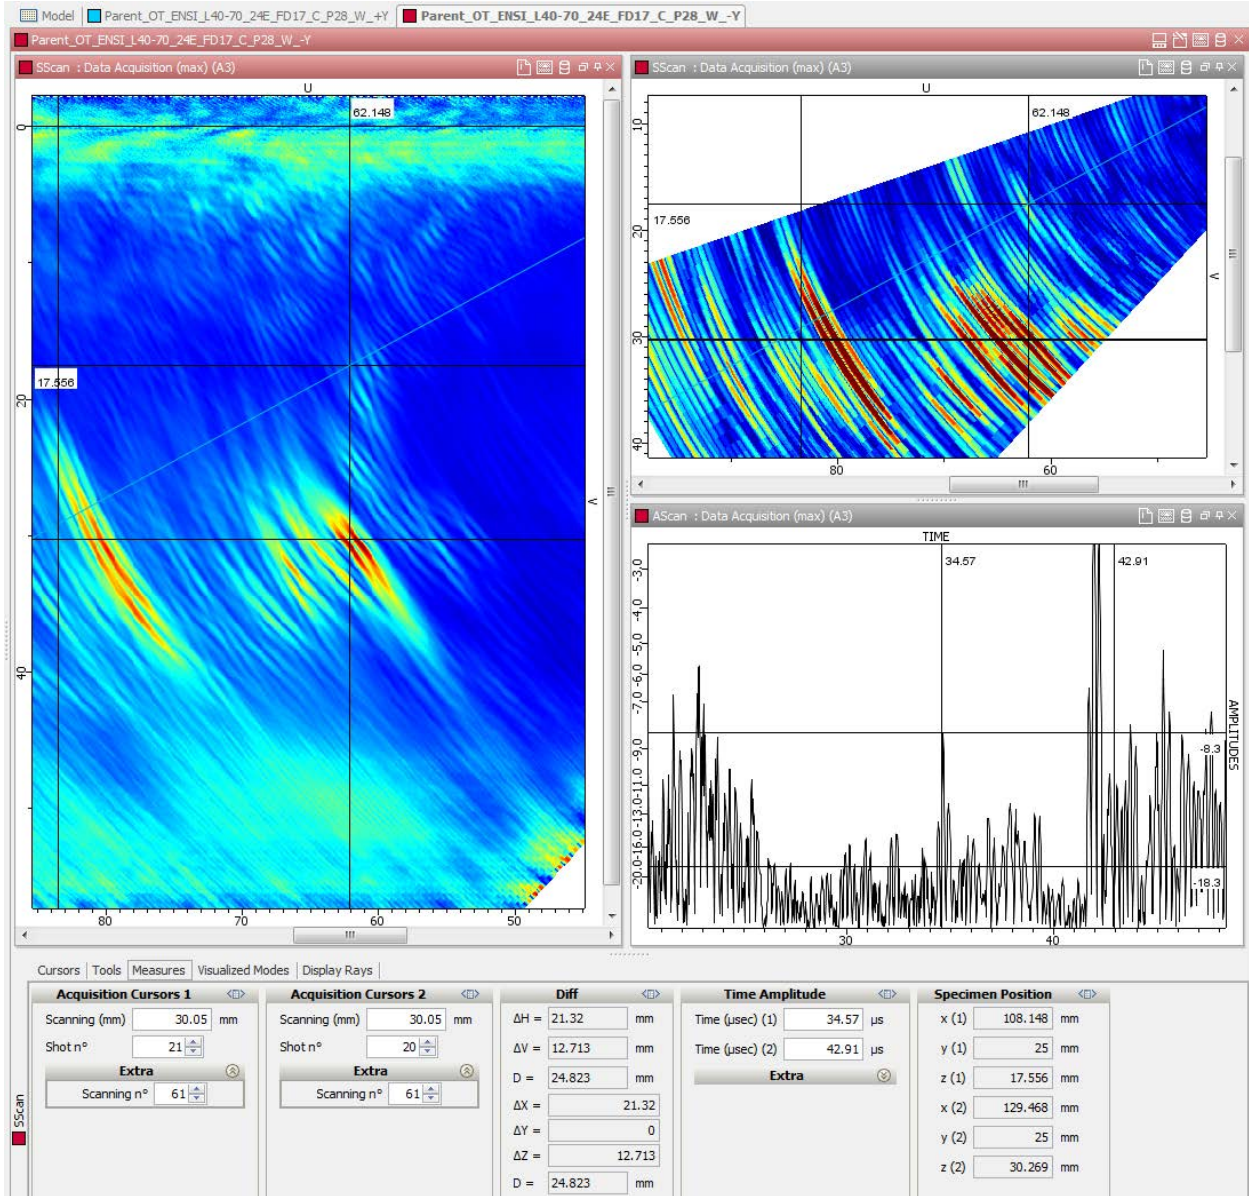 Model Parent_OT_ENSI_L40-70_24E_FD17_C_P28_W_+Y Parent_OT_ENSI_L40-70_24E_FD17_C_P28_W_-Y
Parent_OT_ENSI_L40-70_24E_FD17_C_P28_W_-Y
SScan : Data Acquisition (max) (A3)
U
62.148
0
17.556
20
40
V
80 70 60 50
SScan : Data Acquisition (max) (A3)
U
62.148
10
17.556
20
30
40
V
80 60
AScan : Data Acquisition (max) (A3)
TIME
34.57 42.91
-3,0
-4,0
-5,0
-6,0
-7,0
-9,0
-11,0
-13,0
-16,0
-20,0
-8.3
-18.3
AMPLITUDES
30 40
Cursors Tools Measures Visualized Modes Display Rays
SScan
Acquisition Cursors 1
Scanning (mm) 30.05 mm
Shot n° 21
Extra
Scanning n° 61
Acquisition Cursors 2
Scanning (mm) 30.05 mm
Shot n° 20
Extra
Scanning n° 61
Diff
ΔH = 21.32 mm
ΔV = 12.713 mm
D = 24.823 mm
ΔX = 21.32
ΔY = 0
ΔZ = 12.713
D = 24.823 mm
Time Amplitude
Time (µsec) (1) 34.57 µs
Time (µsec) (2) 42.91 µs
Extra
Specimen Position
x (1) 108.148 mm
y (1) 25 mm
z (1) 17.556 mm
x (2) 129.468 mm
y (2) 25 mm
z (2) 30.269 mm